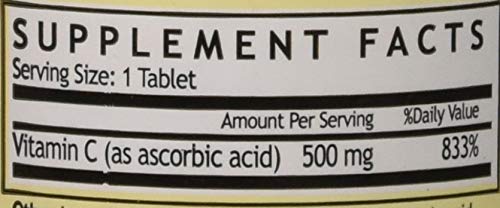 SUPPLEMENT FACTS
Serving Size: 1 Tablet
Amount Per Serving %Daily Value
Vitamin C (as ascorbic acid) 500 mg 833%